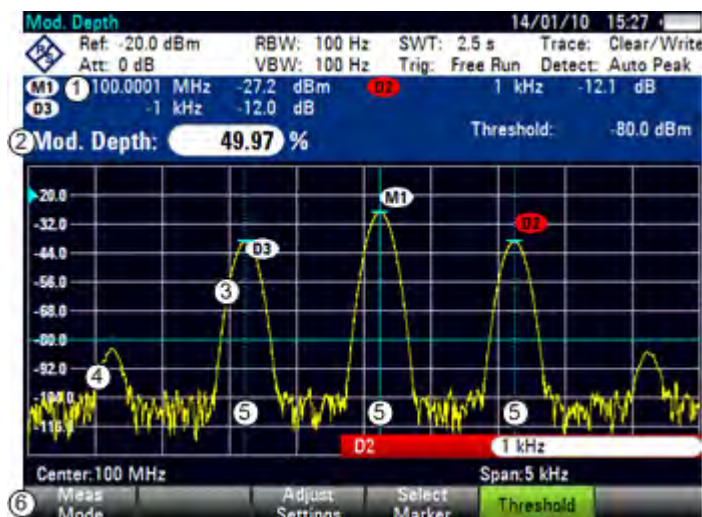 Mod. Depth 14/01/10 15:27
Ref: -20.0 dBm RBW: 100 Hz SWT: 2.5 s Trace: Clear/Write
Att: 0 dB VBW: 100 Hz Trig: Free Run Detect: Auto Peak
M1 1 100.0001 MHz -27.2 dBm D2 1 kHz -12.1 dB
D3 -1 kHz -12.0 dB
2 Mod. Depth: 49.97 % Threshold: -80.0 dBm
-20.0
M1
-32.0
D2
D3
-44.0
-56.0
3
-68.0
-80.0
-92.0
4
5 5 5
D2 1 kHz
Center:100 MHz Span:5 kHz
6 Meas Mode
Adjust Settings
Select Marker
Threshold